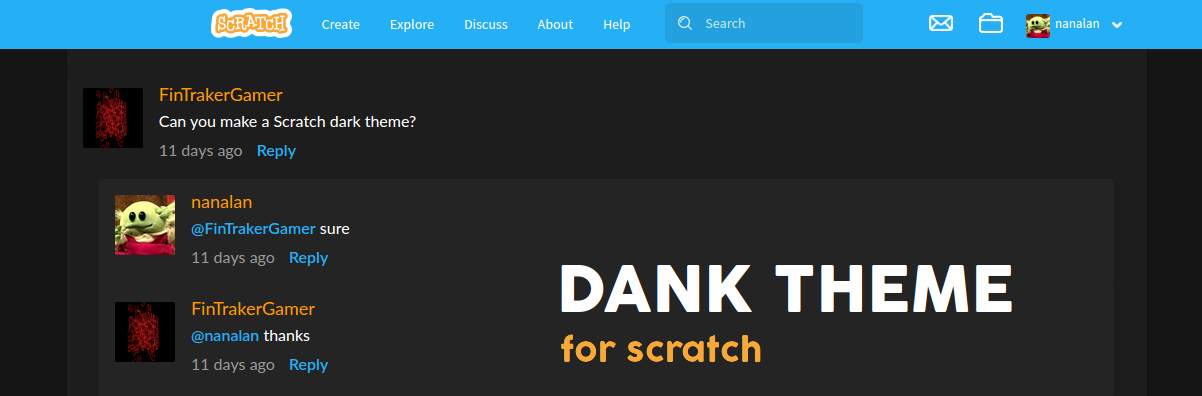 SCRATCH
Create
Explore
Discuss
About
Help
Search
nanalan
FinTrakerGamer
Can you make a Scratch dark theme?
11 days ago Reply
nanalan
@FinTrakerGamer sure
11 days ago Reply
FinTrakerGamer
@nanalan thanks
11 days ago Reply
DANK THEME
for scratch